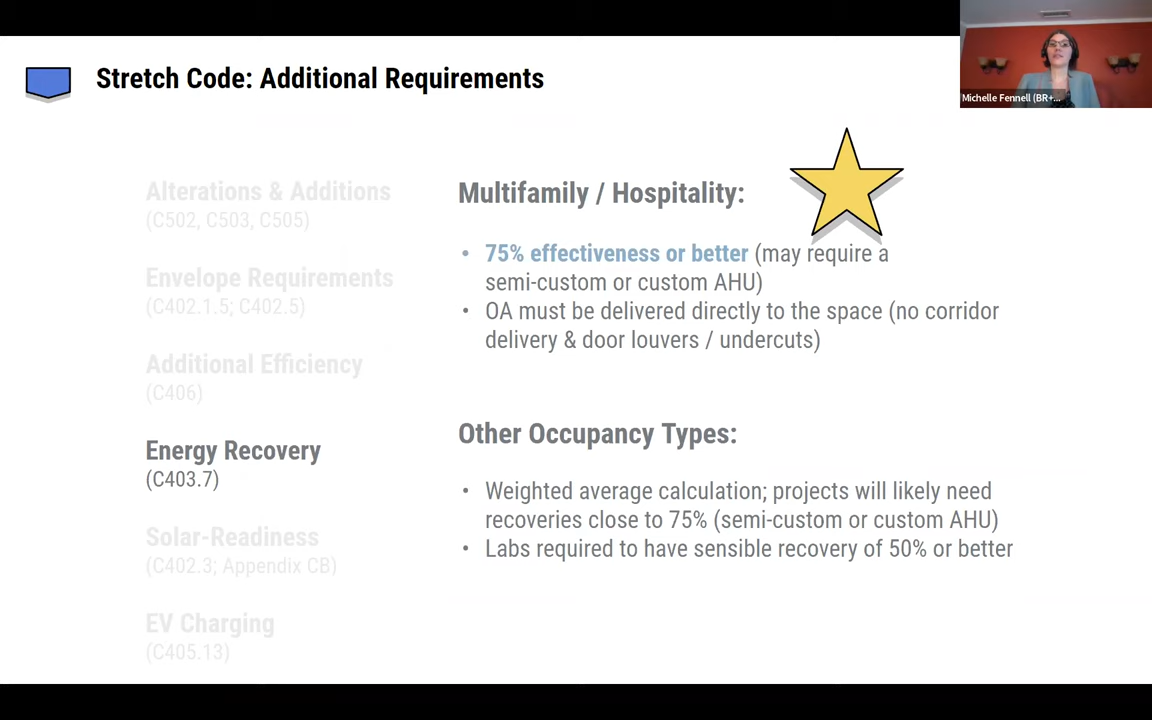 Stretch Code: Additional Requirements
Michelle Fennell (BR+...
Alterations & Additions
(C502, C503, C505)
Envelope Requirements
(C402.1.5; C402.5)
Additional Efficiency
(C406)
Energy Recovery
(C403.7)
Solar-Readiness
(C402.3; Appendix CB)
EV Charging
(C405.13)
Multifamily / Hospitality:
• 75% effectiveness or better (may require a
semi-custom or custom AHU)
• OA must be delivered directly to the space (no corridor
delivery & door louvers / undercuts)
Other Occupancy Types:
• Weighted average calculation; projects will likely need
recoveries close to 75% (semi-custom or custom AHU)
• Labs required to have sensible recovery of 50% or better